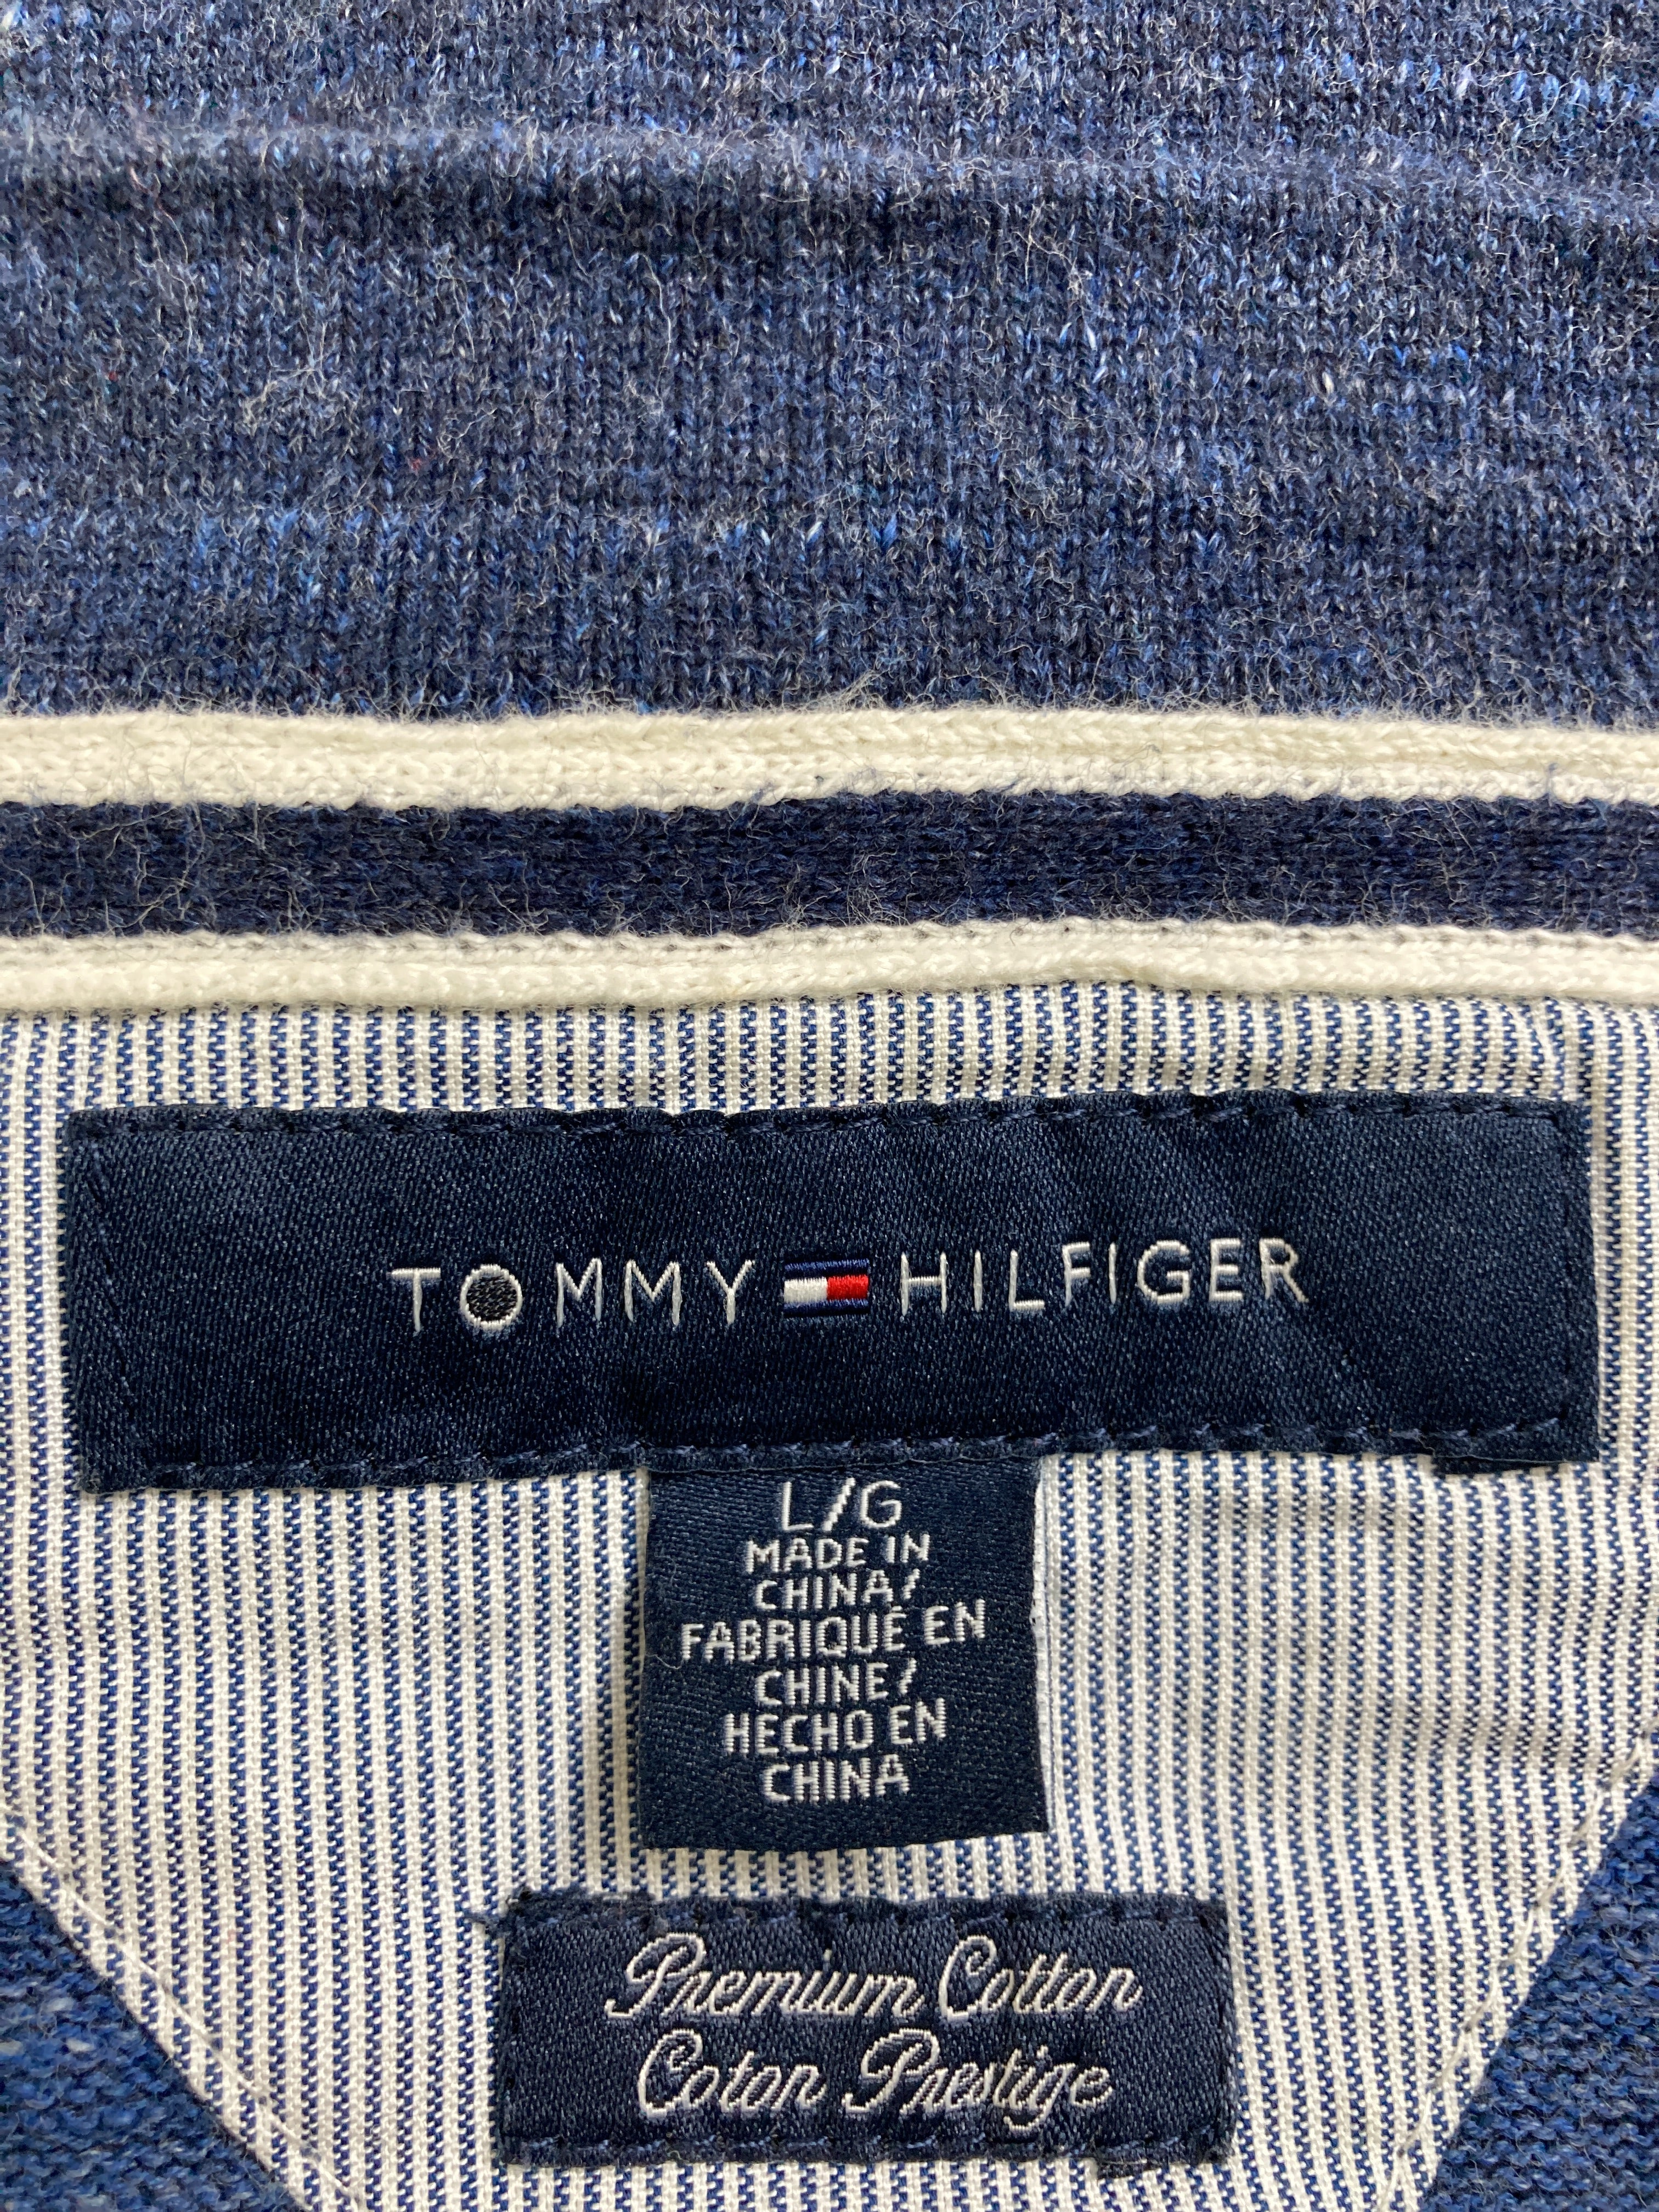 TOMMY HILFIGER
L/G
MADE IN
CHINA/
FABRIQUÉ EN
CHINE/
HECHO EN
CHINA
Premium Cotton
Coton Prestige